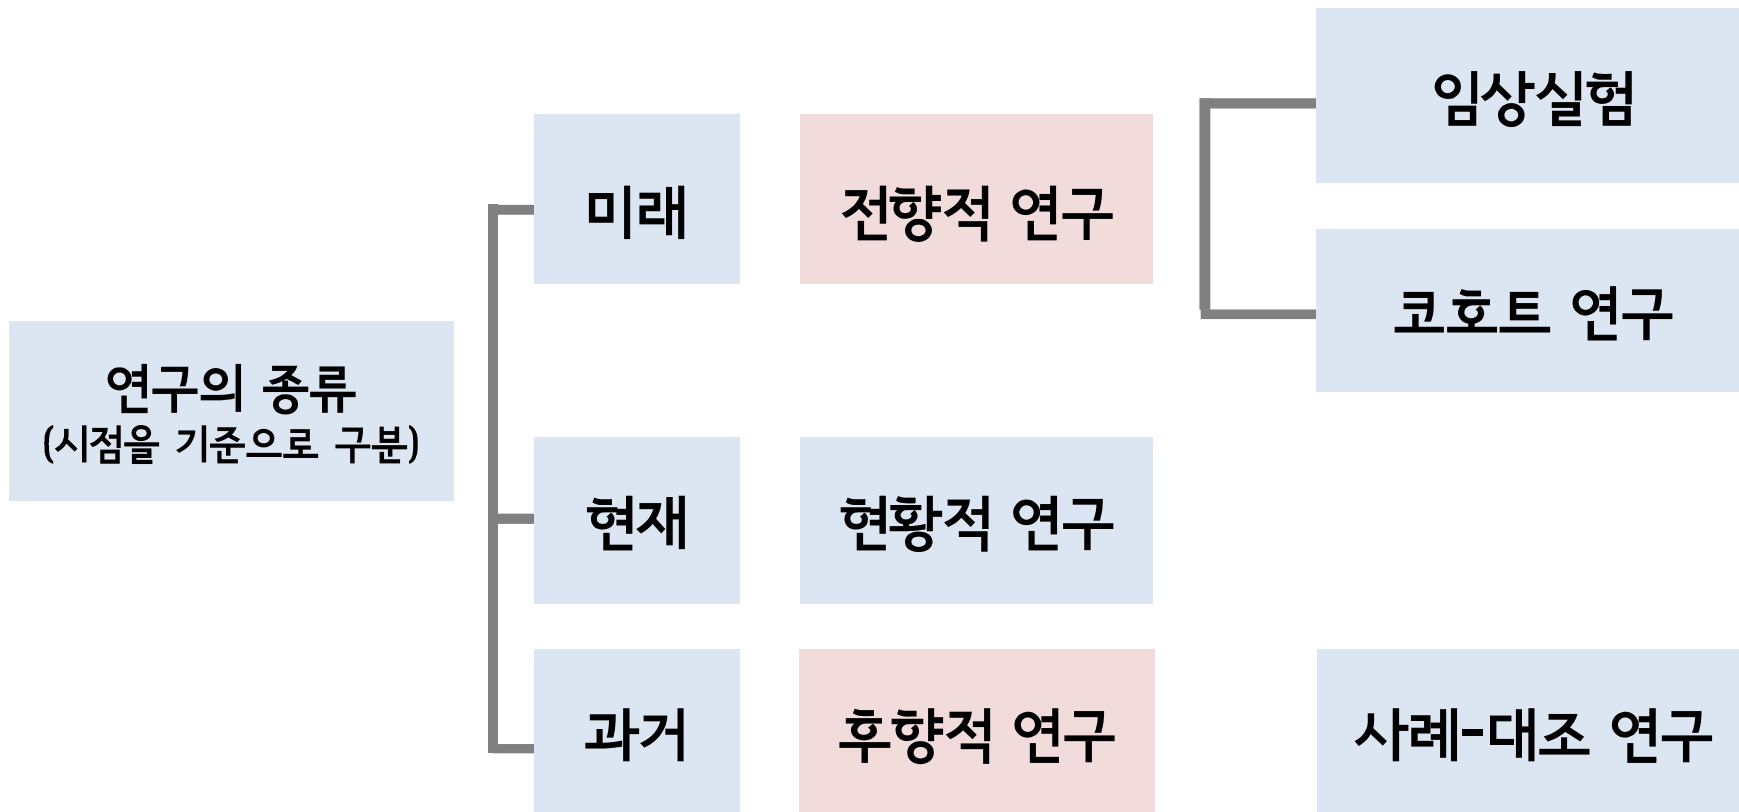 임상실험
미래
전향적 연구
코호트 연구
연구의 종류
(시점을 기준으로 구분)
현재
현황적 연구
과거
후향적 연구
사례-대조 연구